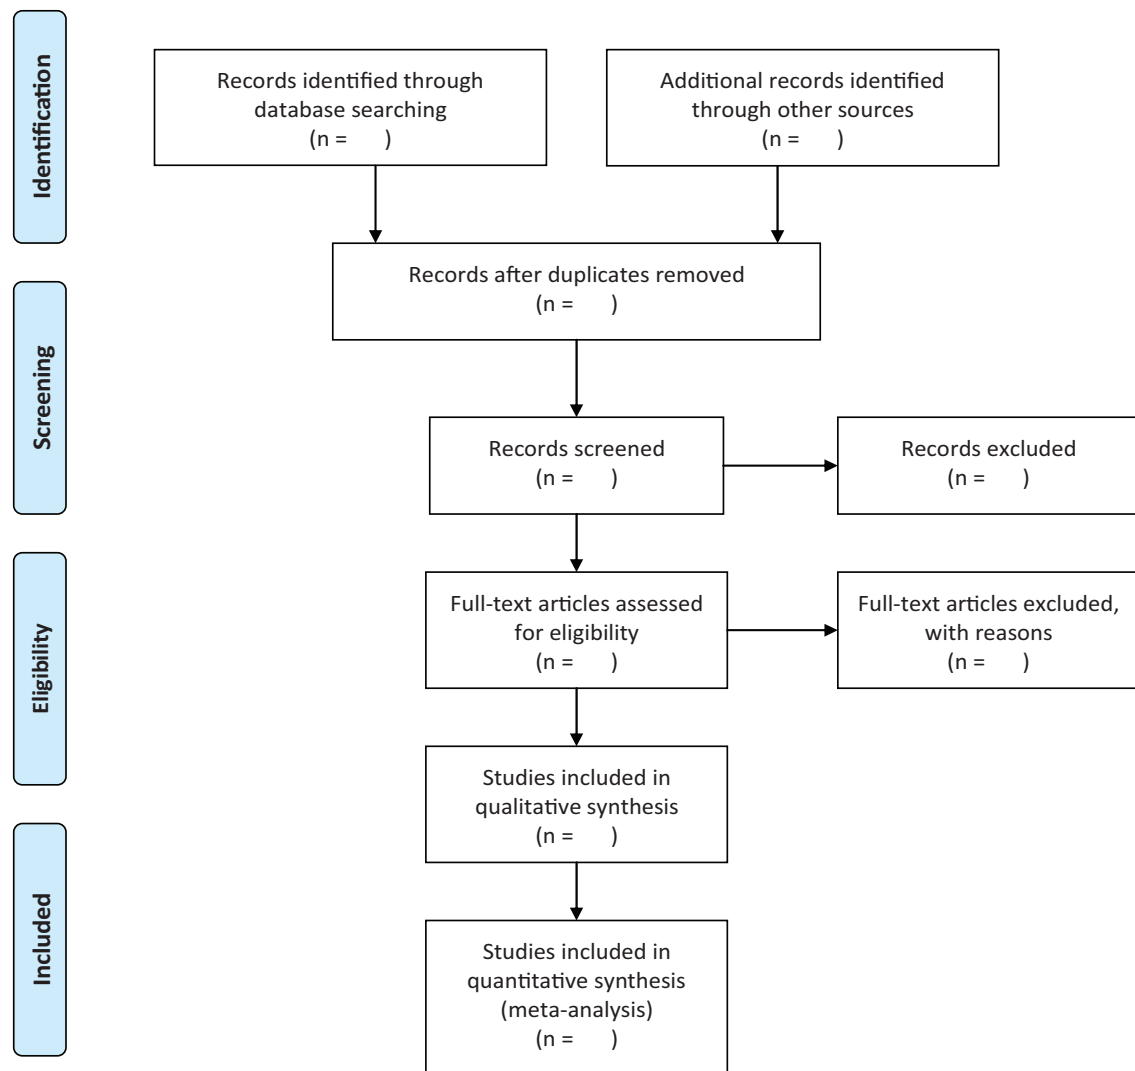 Identification
Records identified through
database searching
(n = )
Additional records identified
through other sources
(n = )
Records after duplicates removed
(n = )
Screening
Records screened
(n = )
Records excluded
(n = )
Eligibility
Full-text articles assessed
for eligibility
(n = )
Full-text articles excluded,
with reasons
(n = )
Studies included in
qualitative synthesis
(n = )
Included
Studies included in
quantitative synthesis
(meta-analysis)
(n = )